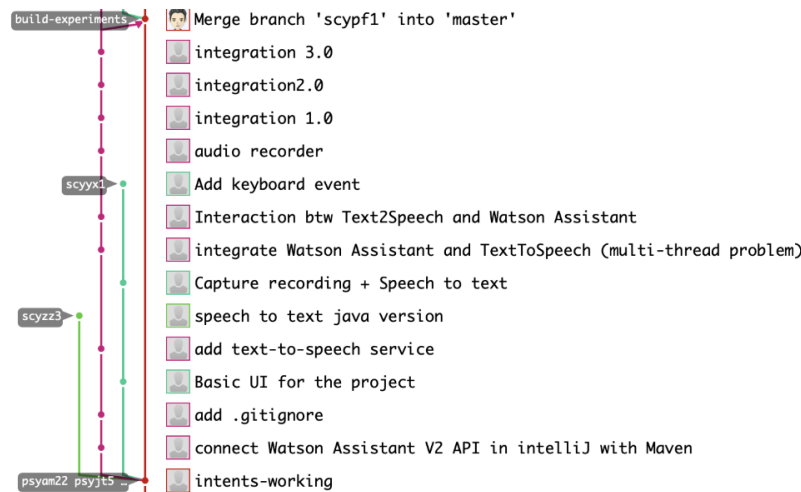 build-experiments Merge branch 'scypf1' into 'master'
integration 3.0
integration2.0
integration 1.0
audio recorder
scyyx1 Add keyboard event
Interaction btw Text2Speech and Watson Assistant
integrate Watson Assistant and TextToSpeech (multi-thread problem)
Capture recording + Speech to text
scyzz3 speech to text java version
add text-to-speech service
Basic UI for the project
add .gitignore
connect Watson Assistant V2 API in intelliJ with Maven
psyam22 psyjt5 … intents-working